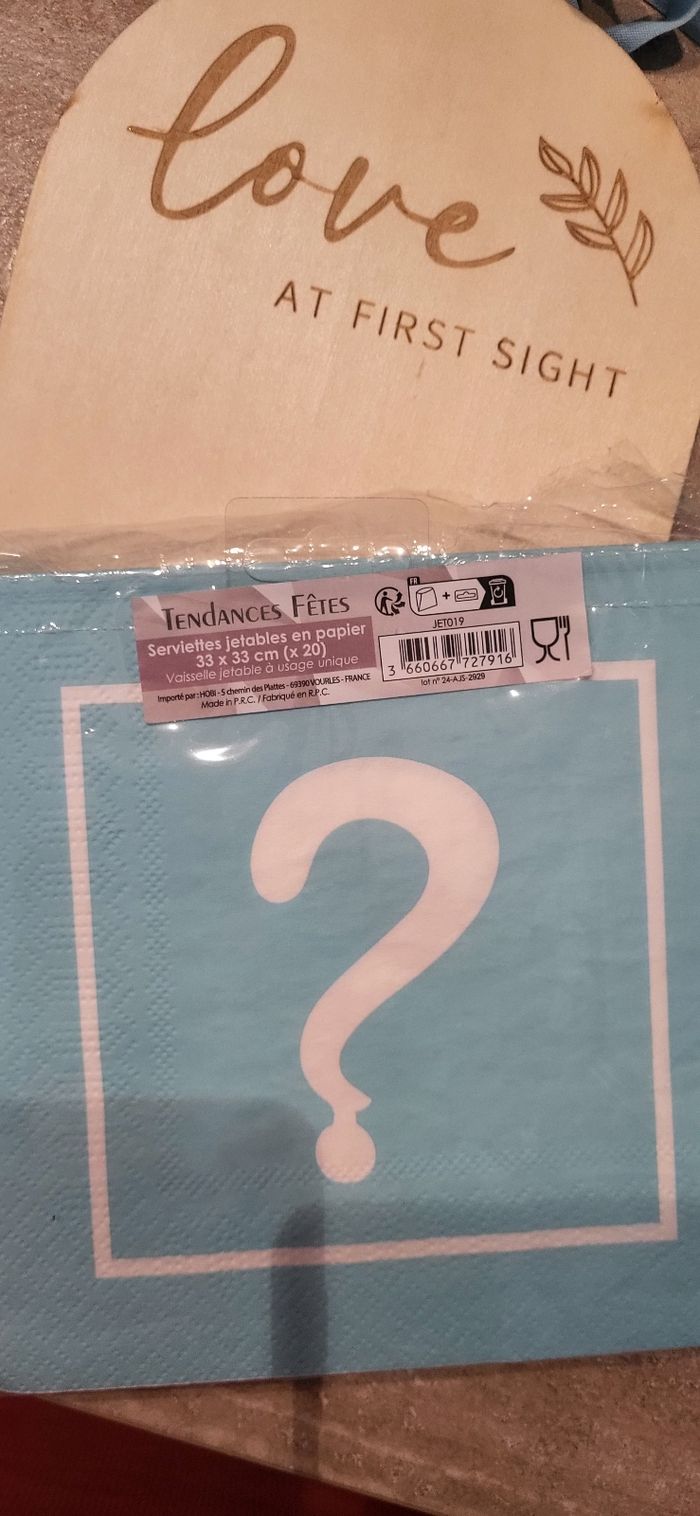 love
AT FIRST SIGHT
TENDANCES FÊTES
FR
+
JET019
Serviettes jetables en papier
33 x 33 cm (x 20)
Vaisselle jetable à usage unique
3 660667 727916
lot n° 24-AJS-2929
Importé par : HOBI - 5 chemin des Plattes - 69390 VOURLES - FRANCE
Made in P.R.C. / Fabriqué en R.P.C.
?